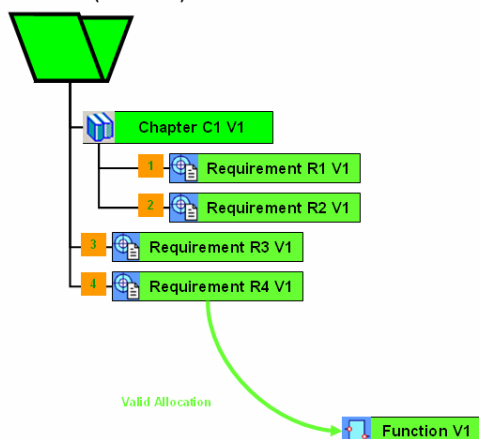 Chapter C1 V1
1 Requirement R1 V1
2 Requirement R2 V1
3 Requirement R3 V1
4 Requirement R4 V1
Valid Allocation
Function V1